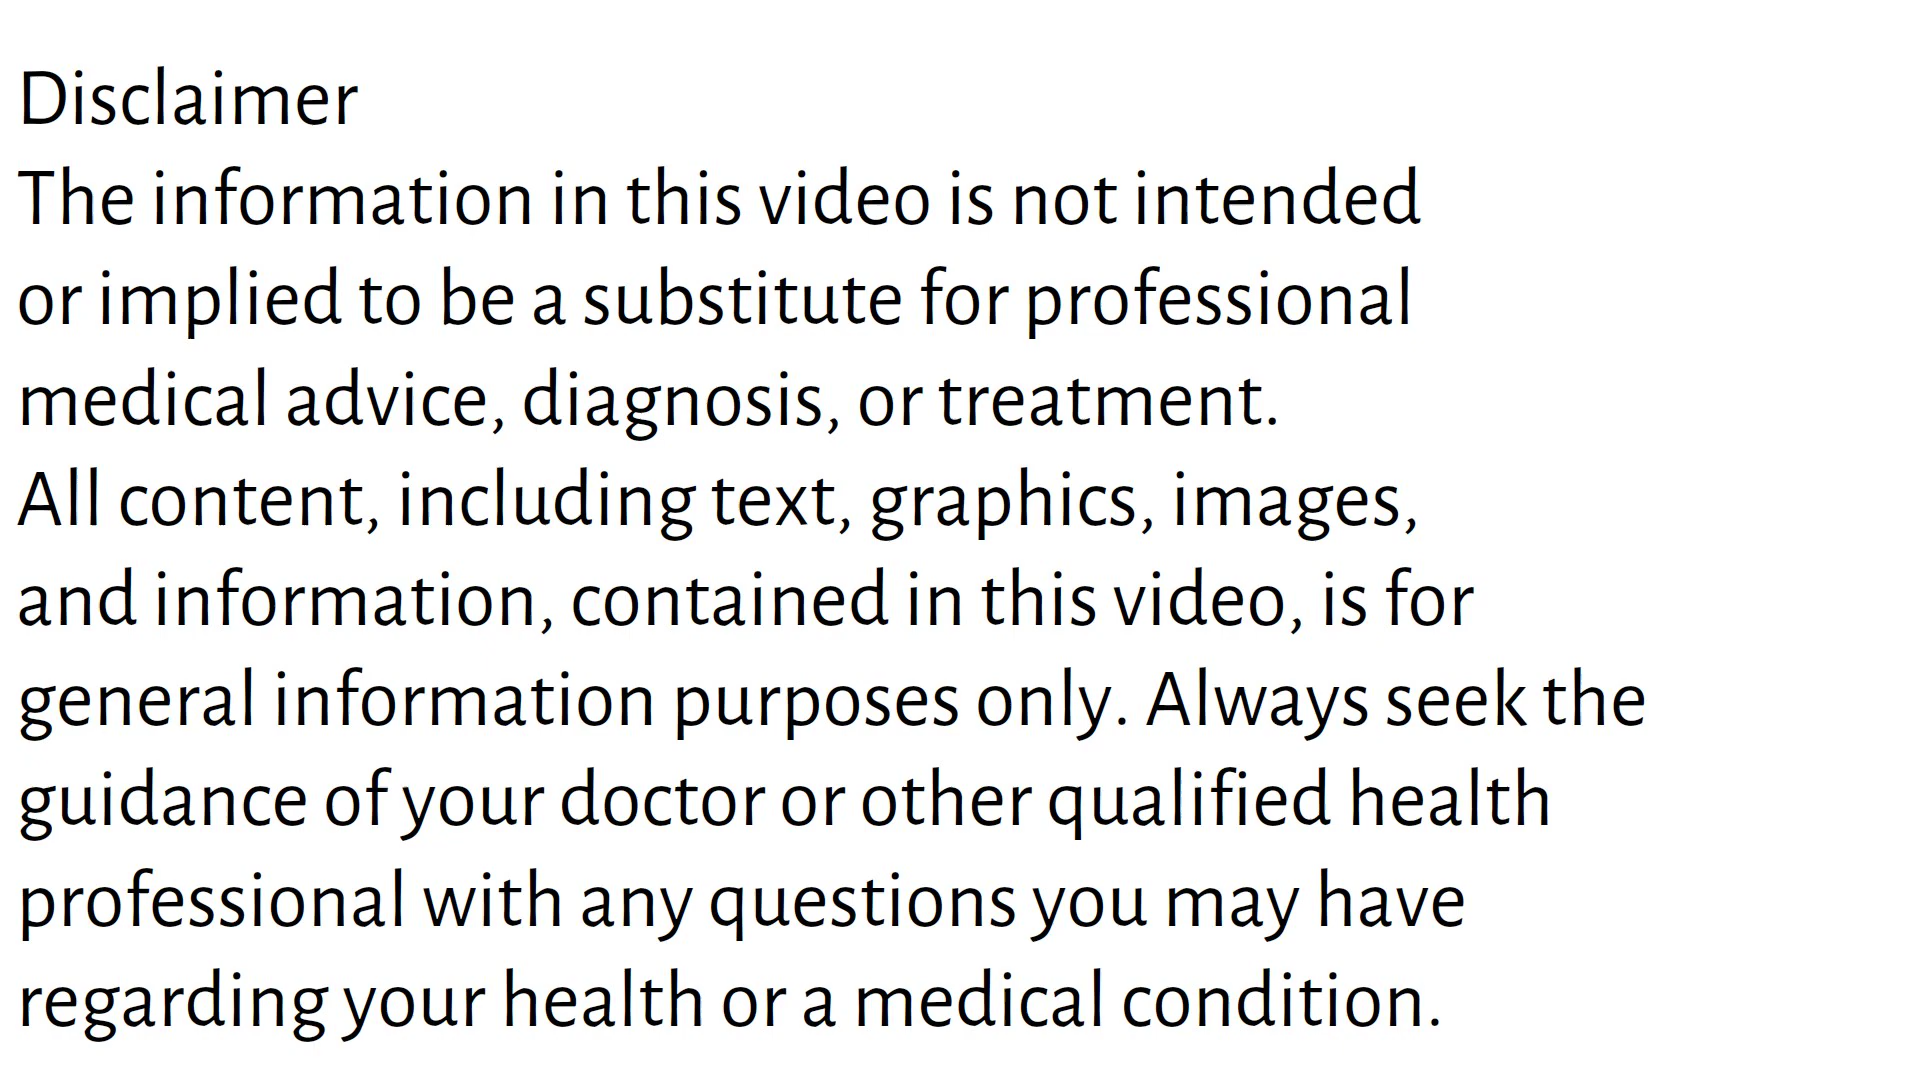 Disclaimer
The information in this video is not intended
or implied to be a substitute for professional
medical advice, diagnosis, or treatment.
All content, including text, graphics, images,
and information, contained in this video, is for
general information purposes only. Always seek the
guidance of your doctor or other qualified health
professional with any questions you may have
regarding your health or a medical condition.